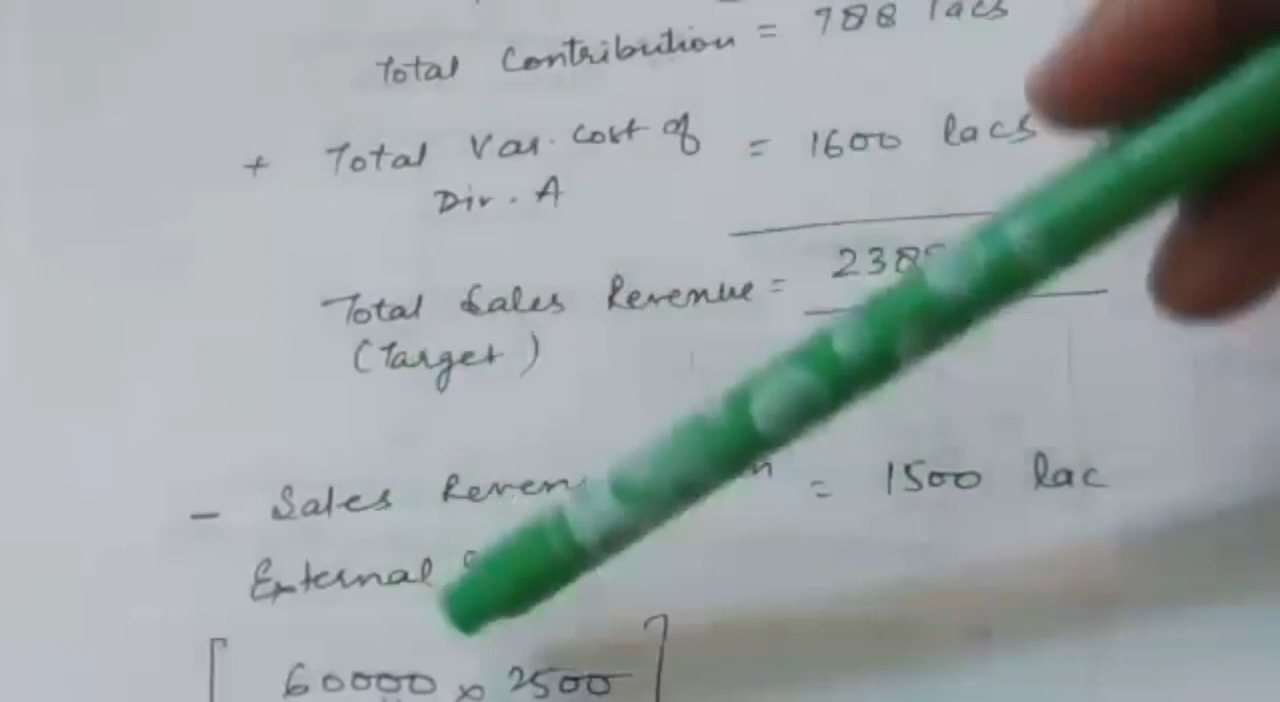 Total Contribution = 788 lacs
+ Total Var. Cost of = 1600 lacs
Div. A
Total Sales Revenue =
(Target)
- Sales = 1500 lac
External
[ 60000 x 2500 ]